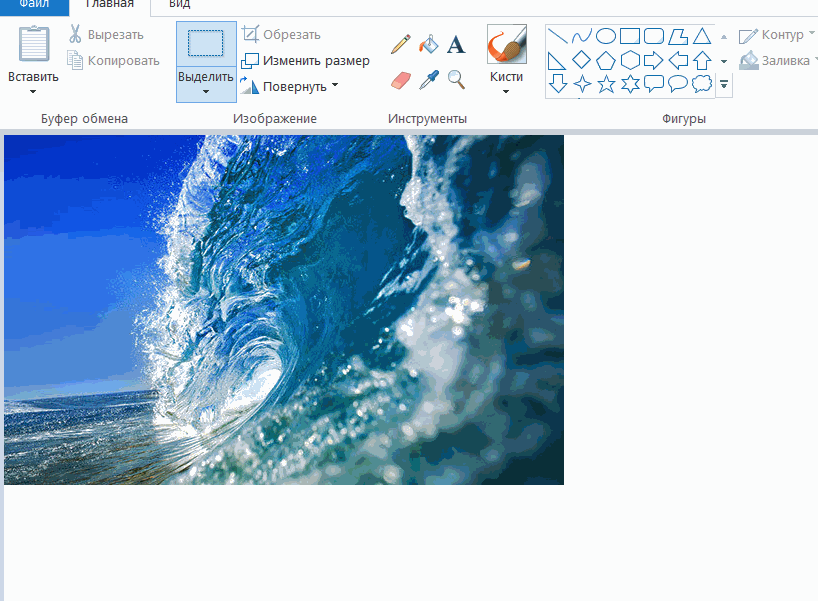 Файл Главная Вид
Вырезать
Копировать
Вставить
Буфер обмена
Выделить
Обрезать
Изменить размер
Повернуть
Изображение
A
Инструменты
Кисти
Фигуры
Контур
Заливка